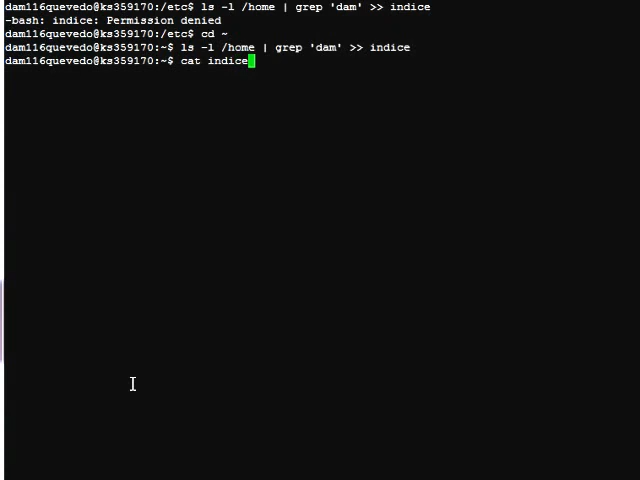 dam116quevedo@ks359170:/etc$ ls -l /home | grep 'dam' >> indice
-bash: indice: Permission denied
dam116quevedo@ks359170:/etc$ cd ~
dam116quevedo@ks359170:~$ ls -l /home | grep 'dam' >> indice
dam116quevedo@ks359170:~$ cat indice